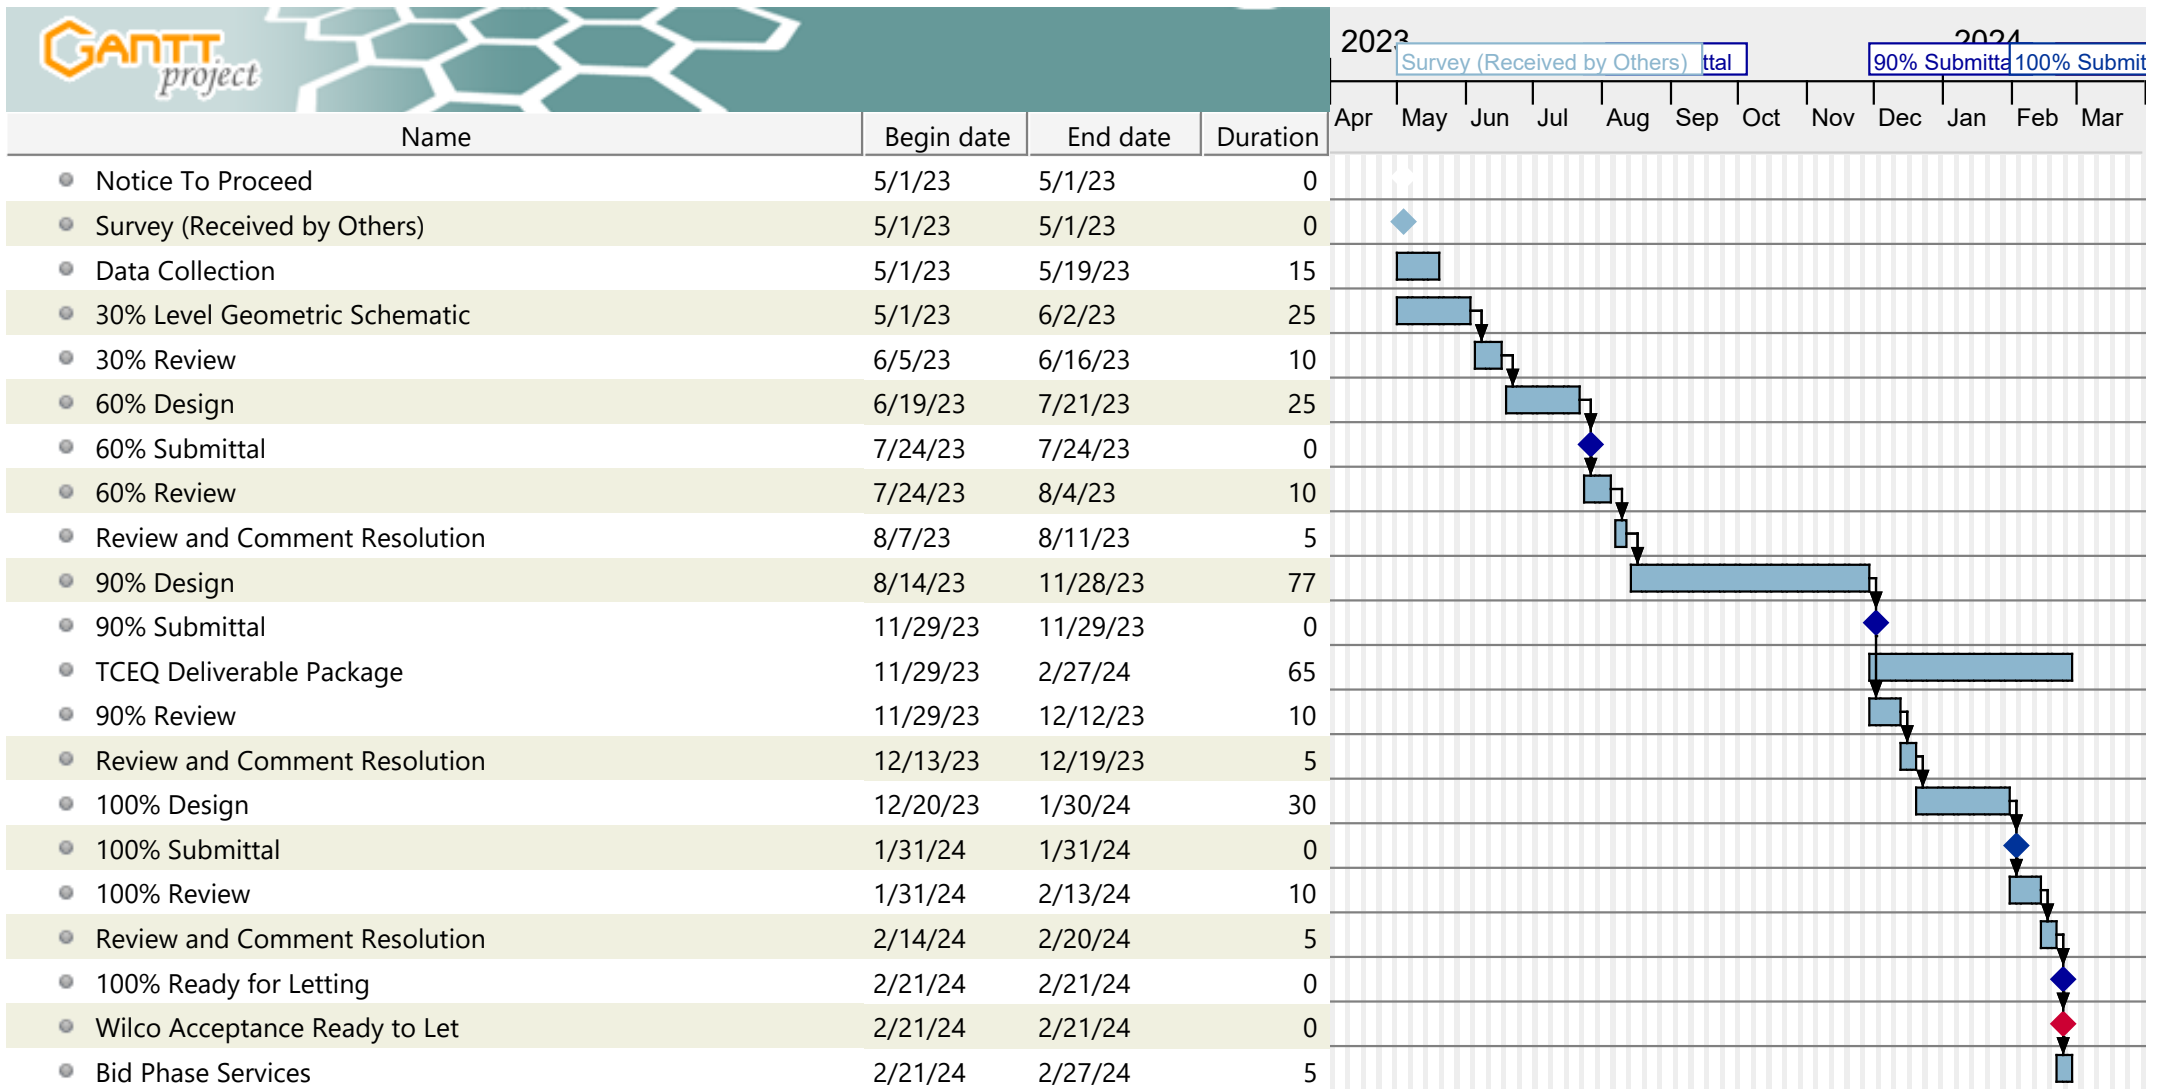 GANTT
project
2023
2024
Survey (Received by Others)
ttal
90% Submitta
100% Submit
Name
Begin date
End date
Duration
Apr May Jun Jul Aug Sep Oct Nov Dec Jan Feb Mar
Notice To Proceed 5/1/23 5/1/23 0
Survey (Received by Others) 5/1/23 5/1/23 0
Data Collection 5/1/23 5/19/23 15
30% Level Geometric Schematic 5/1/23 6/2/23 25
30% Review 6/5/23 6/16/23 10
60% Design 6/19/23 7/21/23 25
60% Submittal 7/24/23 7/24/23 0
60% Review 7/24/23 8/4/23 10
Review and Comment Resolution 8/7/23 8/11/23 5
90% Design 8/14/23 11/28/23 77
90% Submittal 11/29/23 11/29/23 0
TCEQ Deliverable Package 11/29/23 2/27/24 65
90% Review 11/29/23 12/12/23 10
Review and Comment Resolution 12/13/23 12/19/23 5
100% Design 12/20/23 1/30/24 30
100% Submittal 1/31/24 1/31/24 0
100% Review 1/31/24 2/13/24 10
Review and Comment Resolution 2/14/24 2/20/24 5
100% Ready for Letting 2/21/24 2/21/24 0
Wilco Acceptance Ready to Let 2/21/24 2/21/24 0
Bid Phase Services 2/21/24 2/27/24 5